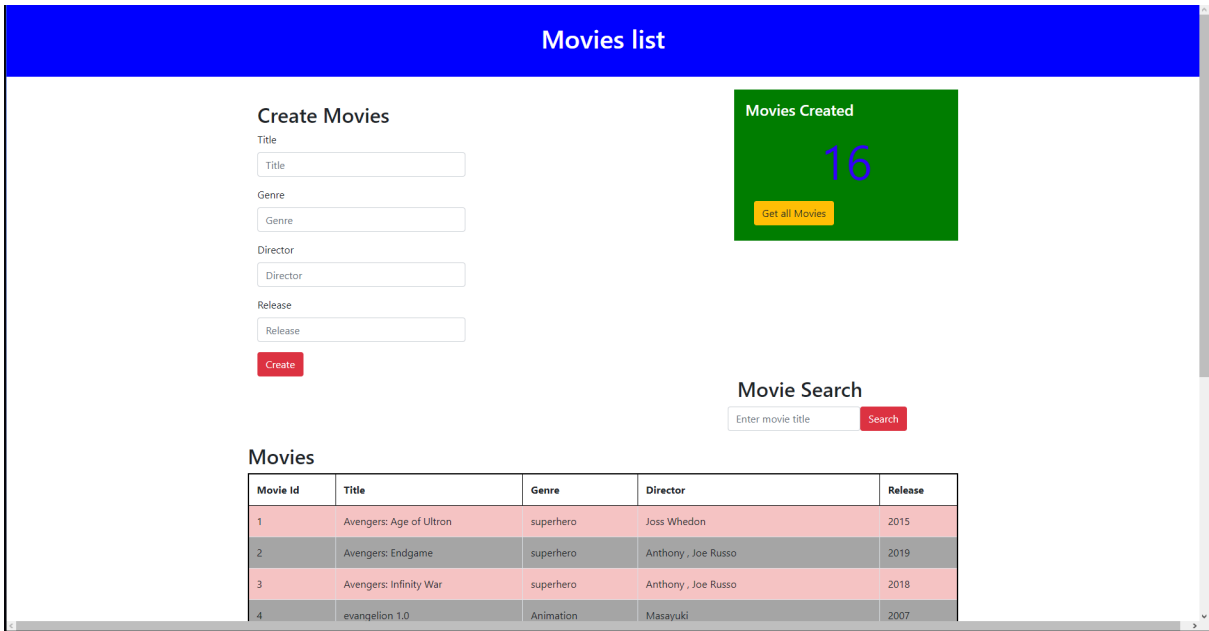 Movies list
Create Movies
Title
Title
Genre
Genre
Director
Director
Release
Release
Create
Movies Created
16
Get all Movies
Movie Search
Enter movie title Search
Movies
Movie Id Title Genre Director Release
1 Avengers: Age of Ultron superhero Joss Whedon 2015
2 Avengers: Endgame superhero Anthony , Joe Russo 2019
3 Avengers: Infinity War superhero Anthony , Joe Russo 2018
4 evangelion 1.0 Animation Masayuki 2007